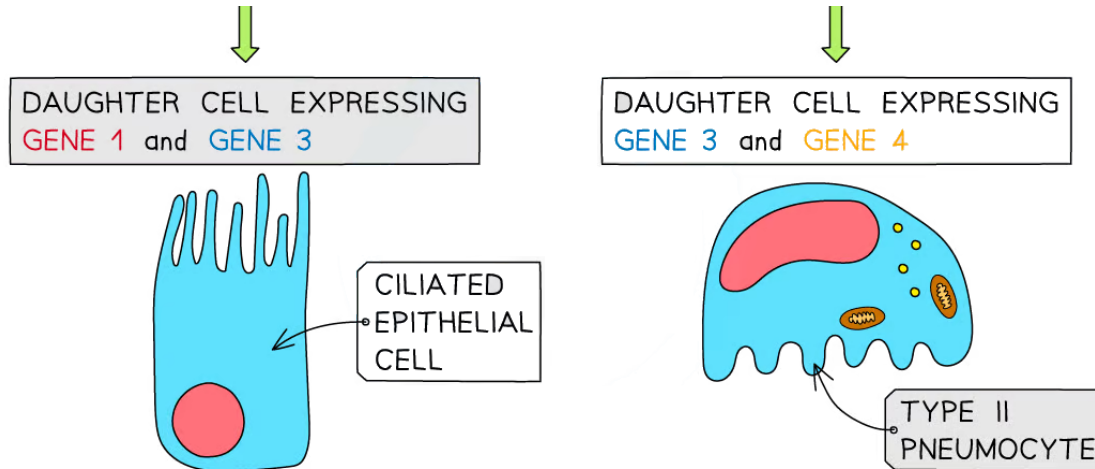 DAUGHTER CELL EXPRESSING
GENE 1 and GENE 3
DAUGHTER CELL EXPRESSING
GENE 3 and GENE 4
CILIATED
EPITHELIAL
CELL
TYPE II
PNEUMOCYTE